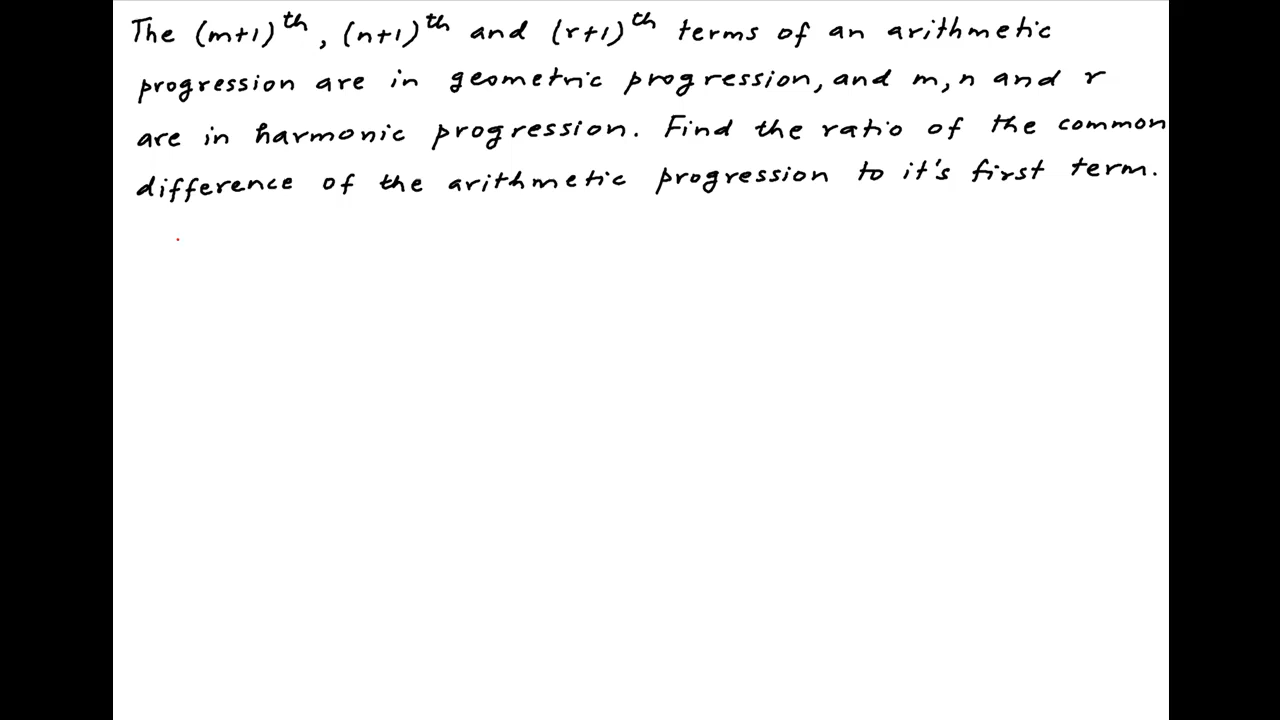 The (m+1)th, (n+1)th and (r+1)th terms of an arithmetic
progression are in geometric progression, and m, n and r
are in harmonic progression. Find the ratio of the common
difference of the arithmetic progression to it's first term.